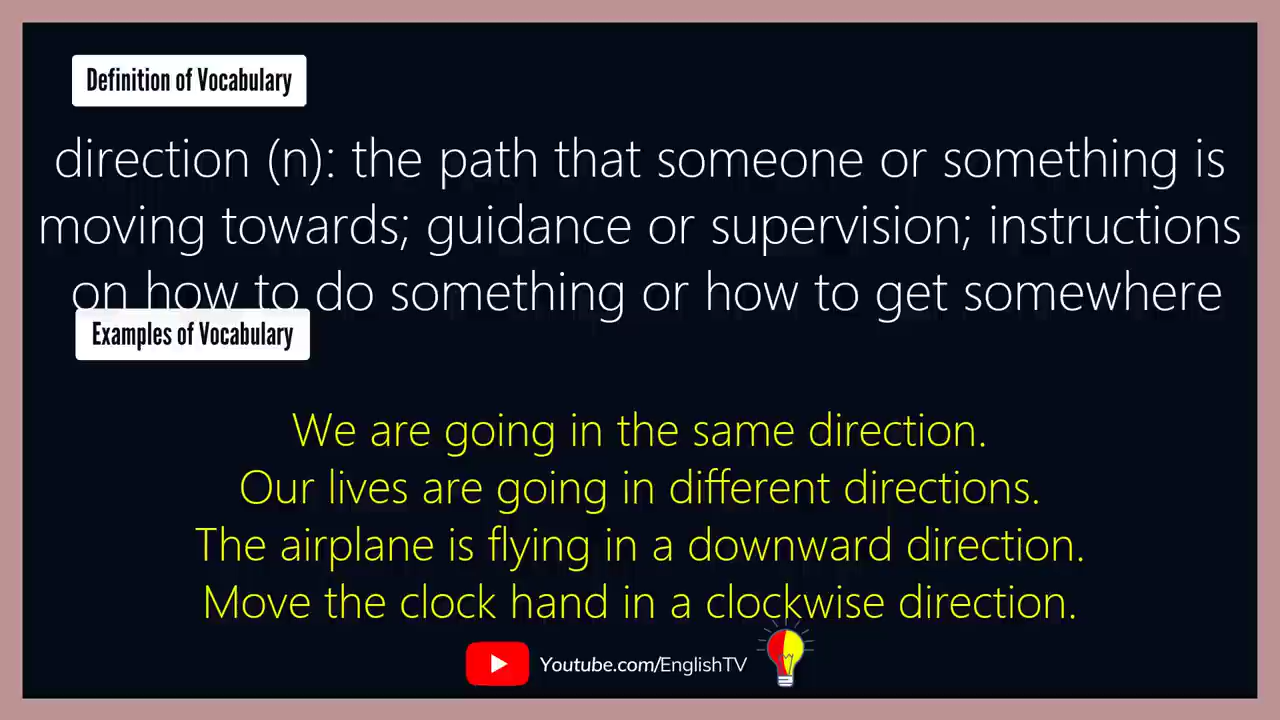 Definition of Vocabulary
direction (n): the path that someone or something is
moving towards; guidance or supervision; instructions
on how to do something or how to get somewhere
Examples of Vocabulary
We are going in the same direction.
Our lives are going in different directions.
The airplane is flying in a downward direction.
Move the clock hand in a clockwise direction.
Youtube.com/EnglishTV